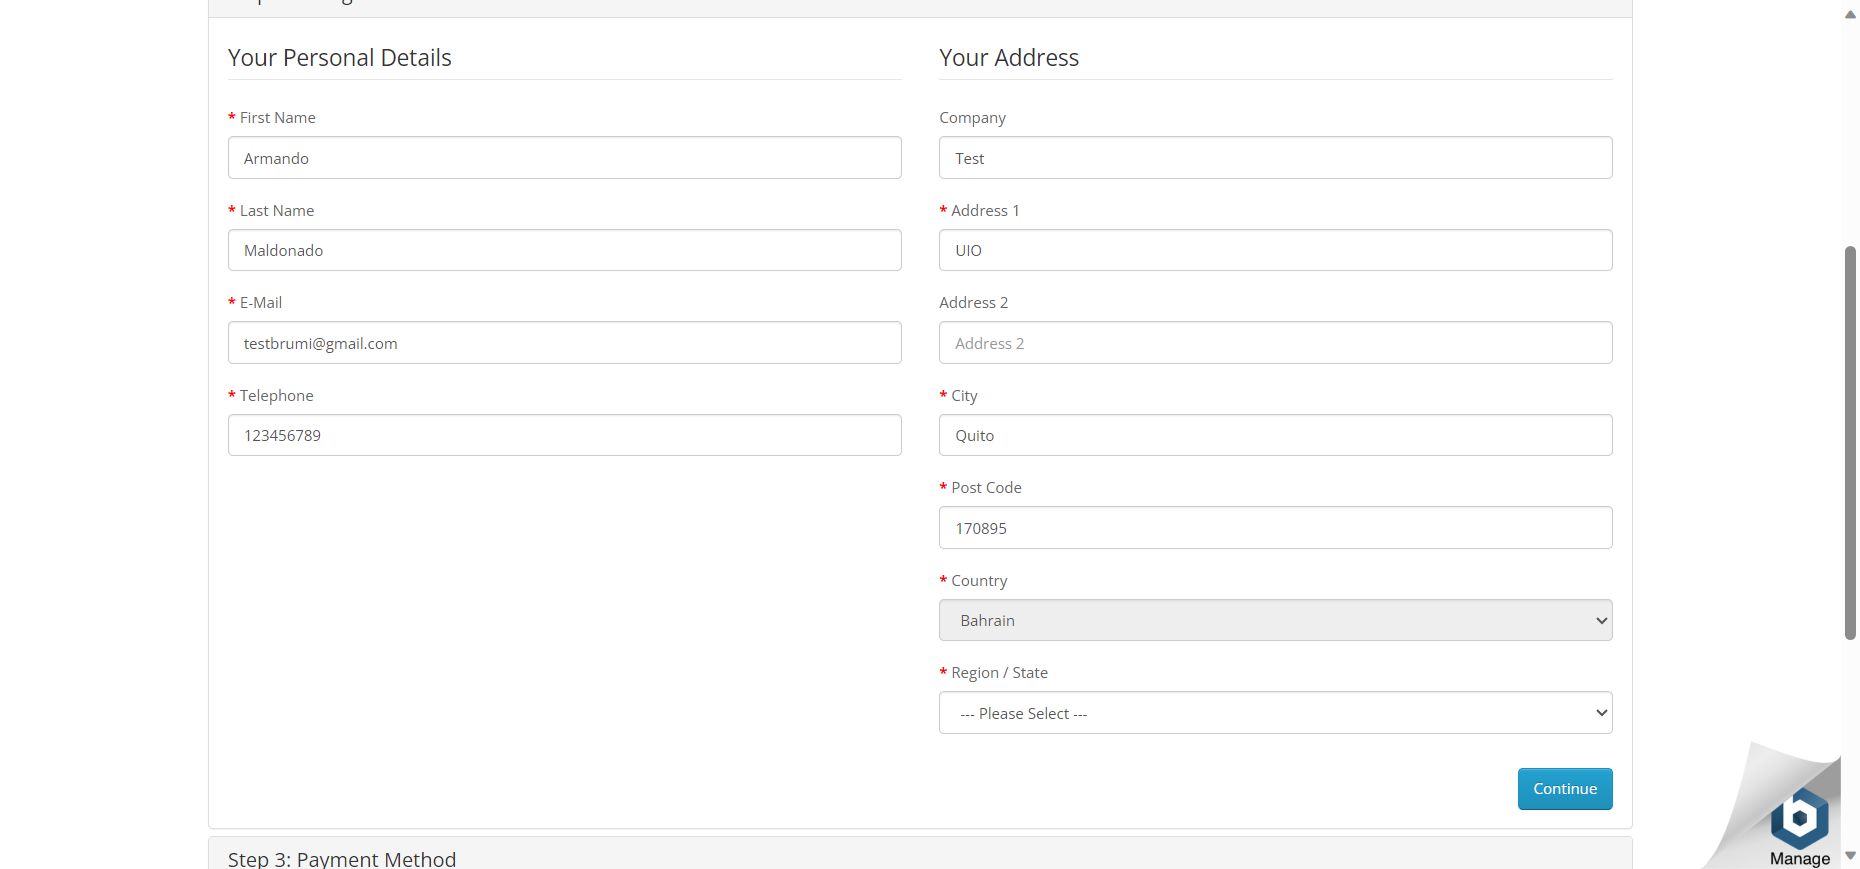 Your Personal Details
* First Name
Armando
* Last Name
Maldonado
* E-Mail
testbrumi@gmail.com
* Telephone
123456789
Your Address
Company
Test
* Address 1
UIO
Address 2
Address 2
* City
Quito
* Post Code
170895
* Country
Bahrain
* Region / State
--- Please Select ---
Continue
Step 3: Payment Method
b
Manage